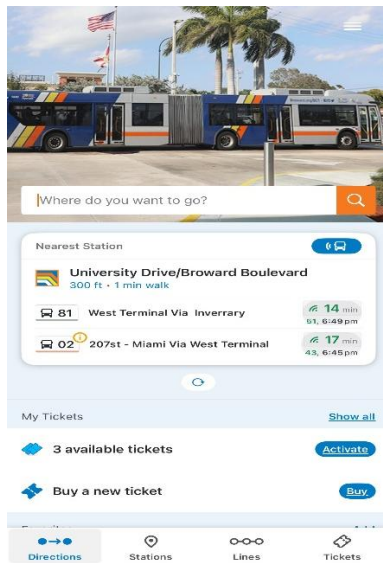 Where do you want to go?
Nearest Station
University Drive/Broward Boulevard
300 ft • 1 min walk
81 West Terminal Via Inverrary 14 min
51, 6:49 pm
02 207st - Miami Via West Terminal 17 min
43, 6:45 pm
My Tickets Show all
3 available tickets Activate
Buy a new ticket Buy
Directions Stations Lines Tickets